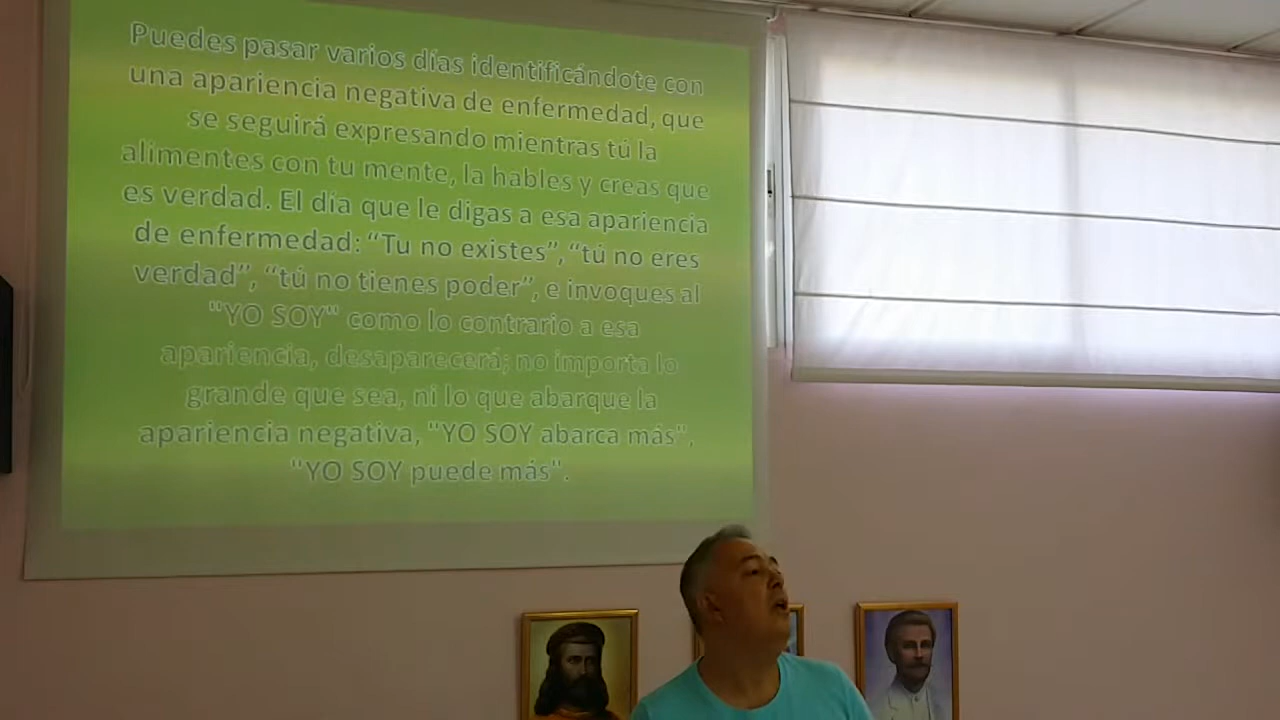 Puedes pasar varios días identificándote con
una apariencia negativa de enfermedad, que
se seguirá expresando mientras tú la
alimentes con tu mente, la hables y creas que
es verdad. El día que le digas a esa apariencia
de enfermedad: “Tu no existes”, “tú no eres
verdad”, “tú no tienes poder”, e invoques al
"YO SOY" como lo contrario a esa
apariencia, desaparecerá; no importa lo
grande que sea, ni lo que abarque la
apariencia negativa, "YO SOY abarca más",
"YO SOY puede más".